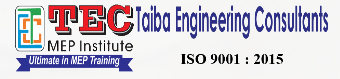 TEC Taiba Engineering Consultants
MEP Institute
Ultimate in MEP Training
ISO 9001 : 2015